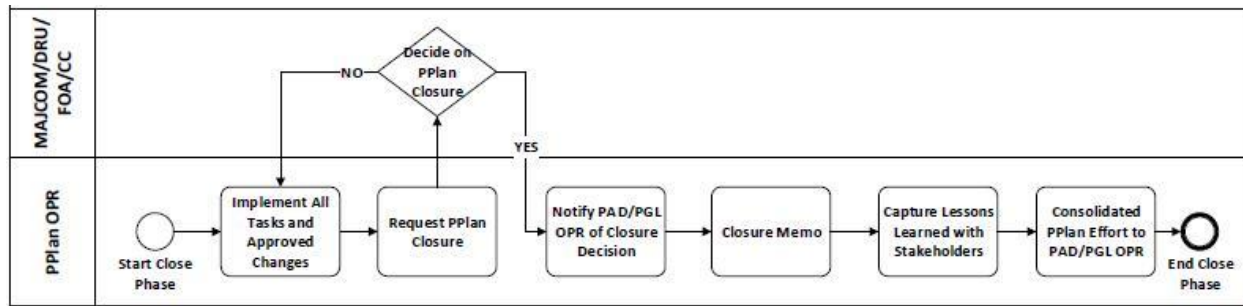 MAJCOM/DRU/
FOA/CC
Decide on
PPlan
Closure
NO
YES
PPlan OPR
Start Close
Phase
Implement All
Tasks and
Approved
Changes
Request PPlan
Closure
Notify PAD/PGL
OPR of Closure
Decision
Closure Memo
Capture Lessons
Learned with
Stakeholders
Consolidated
PPlan Effort to
PAD/PGL OPR
End Close
Phase